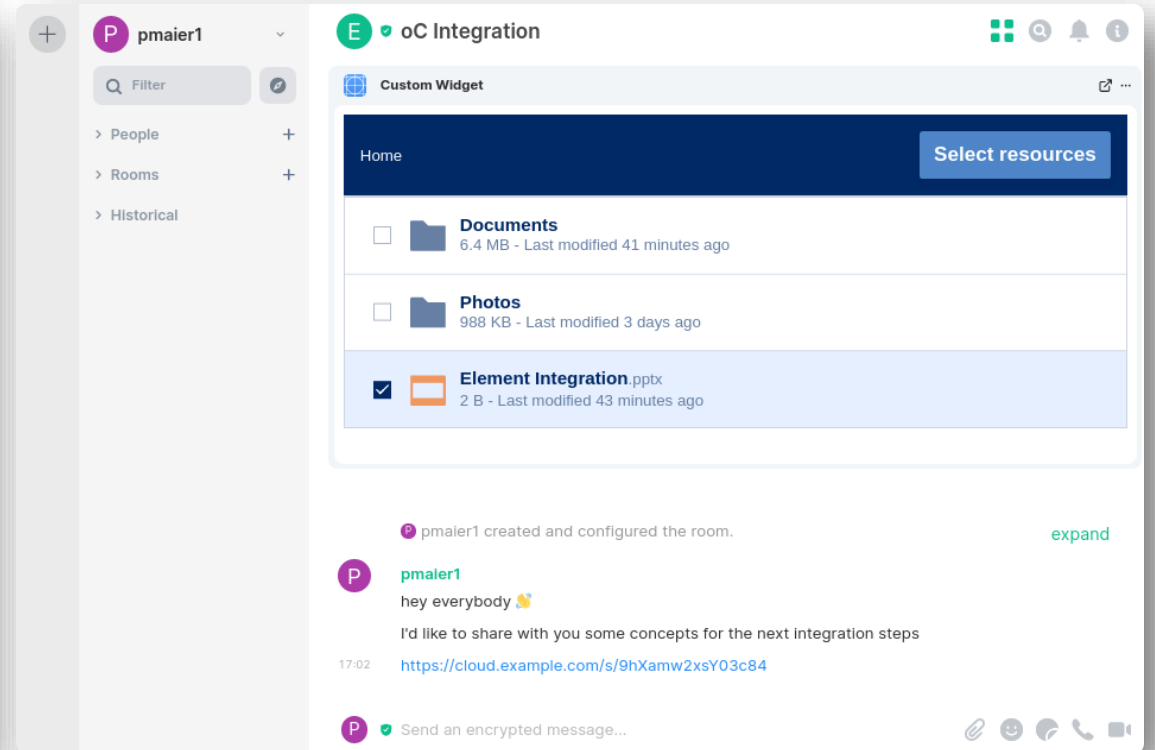 P pmaier1
Filter
People
Rooms
Historical
E oC Integration
Custom Widget
Home
Select resources
Documents
6.4 MB - Last modified 41 minutes ago
Photos
988 KB - Last modified 3 days ago
Element Integration.pptx
2 B - Last modified 43 minutes ago
P pmaier1 created and configured the room.
expand
P pmaier1
hey everybody 👋
I'd like to share with you some concepts for the next integration steps
17:02 https://cloud.example.com/s/9hXamw2xsY03c84
P Send an encrypted message...